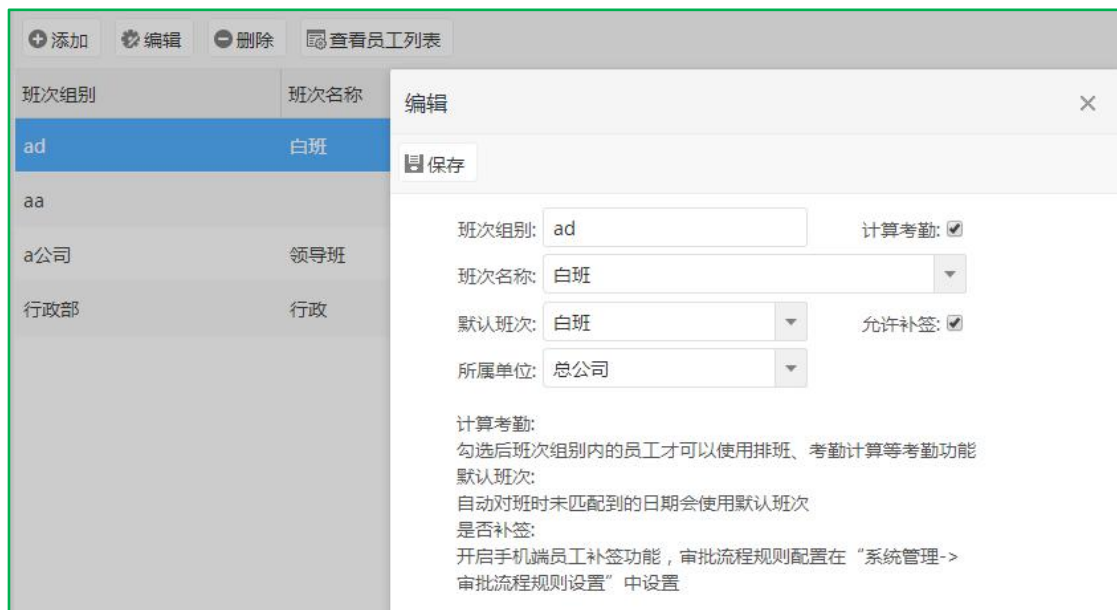 添加 编辑 删除 查看员工列表
班次组别 班次名称
ad 白班
aa
a公司 领导班
行政部 行政
编辑
保存
班次组别: ad 计算考勤:
班次名称: 白班
默认班次: 白班 允许补签:
所属单位: 总公司
计算考勤:
勾选后班次组别内的员工才可以使用排班、考勤计算等考勤功能
默认班次:
自动对班时未匹配到的日期会使用默认班次
是否补签:
开启手机端员工补签功能，审批流程规则配置在“系统管理->
审批流程规则设置”中设置